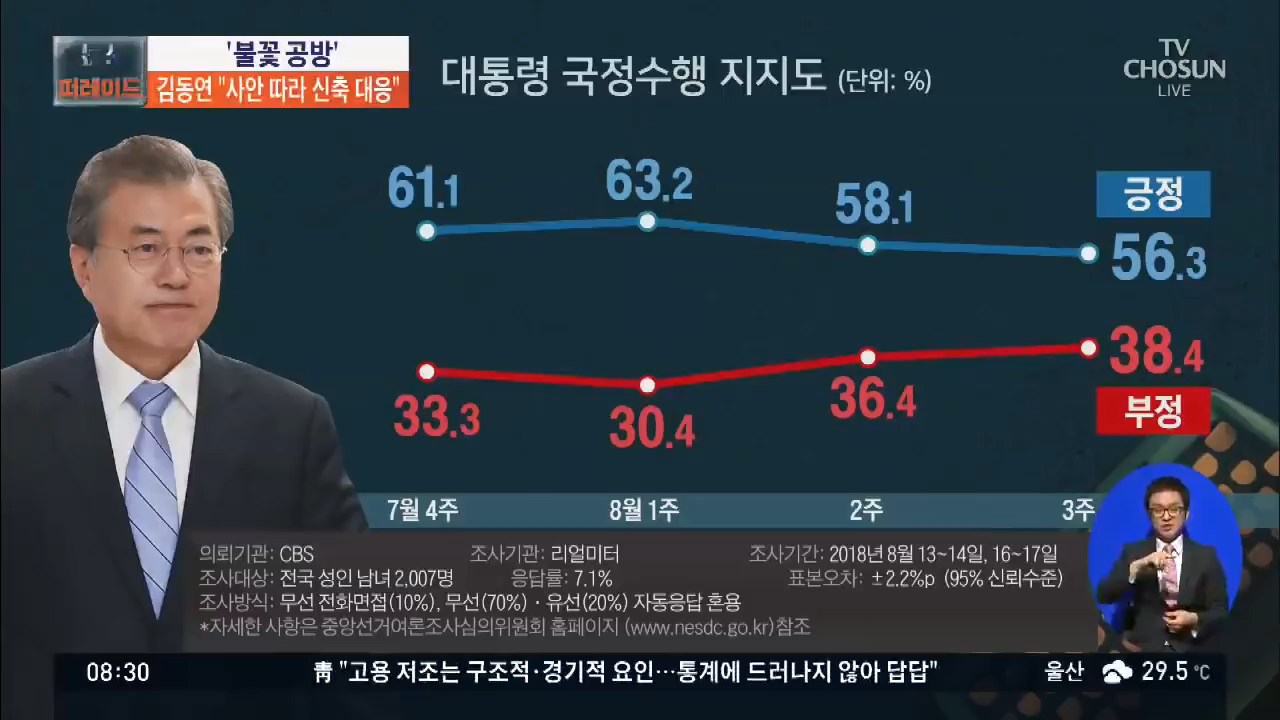 퍼레이드
'불꽃 공방'
김동연 "사안 따라 신축 대응"
대통령 국정수행 지지도 (단위: %)
TV
CHOSUN
LIVE
61.1
63.2
58.1
긍정
56.3
33.3
30.4
36.4
38.4
부정
7월 4주
8월 1주
2주
3주
의뢰기관: CBS 조사기관: 리얼미터 조사기간: 2018년 8월 13~14일, 16~17일
조사대상: 전국 성인 남녀 2,007명 응답률: 7.1% 표본오차: ±2.2%p (95% 신뢰수준)
조사방식: 무선 전화면접(10%), 무선(70%)·유선(20%) 자동응답 혼용
*자세한 사항은 중앙선거여론조사심의위원회 홈페이지 (www.nesdc.go.kr)참조
08:30 靑 "고용 저조는 구조적·경기적 요인…통계에 드러나지 않아 답답" 울산 29.5℃